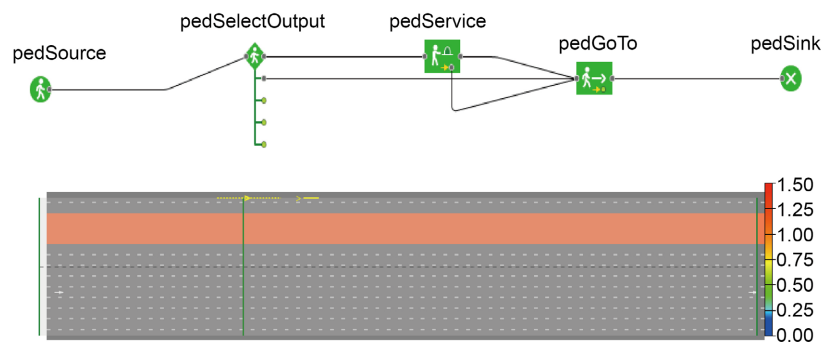 pedSource
pedSelectOutput
pedService
pedGoTo
pedSink
1.50
1.25
1.00
0.75
0.50
0.25
0.00